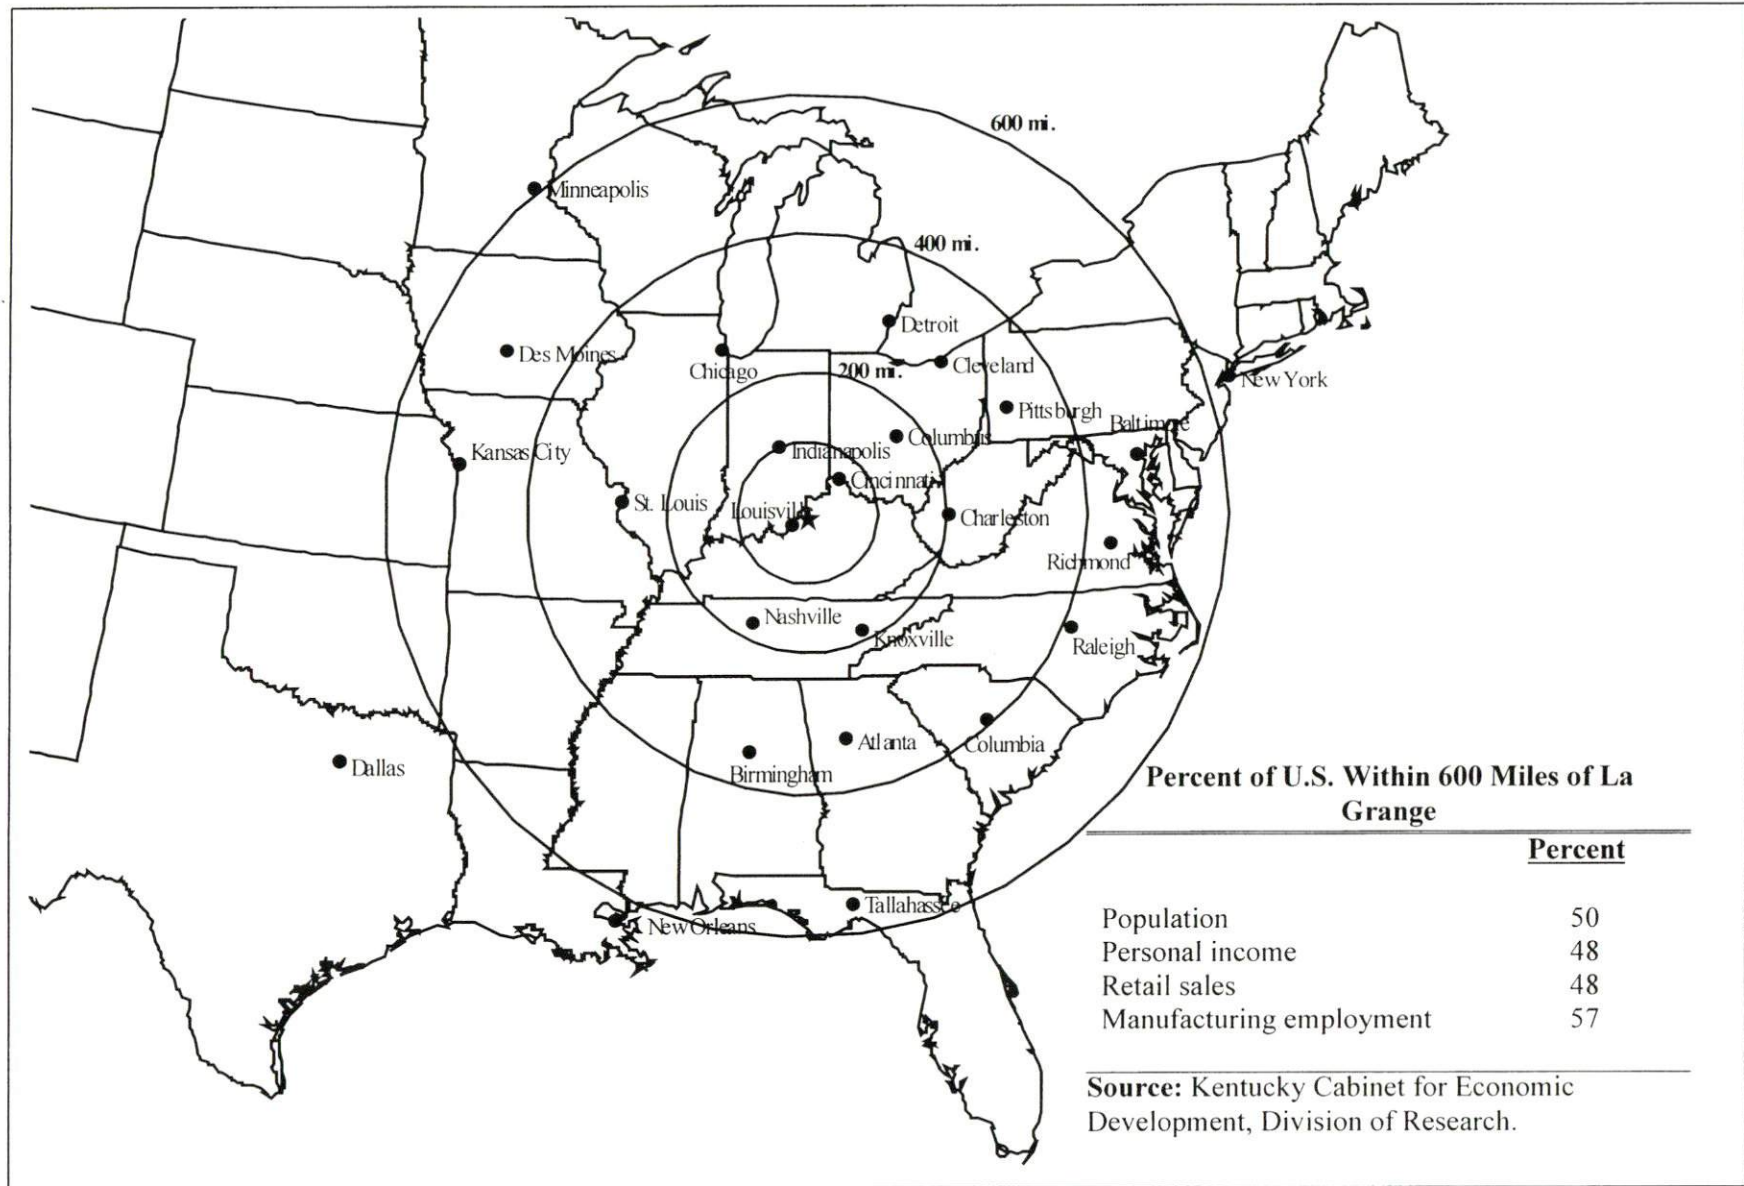 600 mi.
Minneapolis
400 mi.
Detroit
Des Moines
Chicago
200 mi.
Cleveland
New York
Pittsburgh
Baltimore
Columbus
Indianapolis
Kansas City
Cincinnati
St. Louis
Louisville
Charleston
Richmond
Nashville
Knoxville
Raleigh
Atlanta
Columbia
Birmingham
Dallas
Tallahassee
New Orleans
Percent of U.S. Within 600 Miles of La
Grange
Percent
Population 50
Personal income 48
Retail sales 48
Manufacturing employment 57
Source: Kentucky Cabinet for Economic
Development, Division of Research.